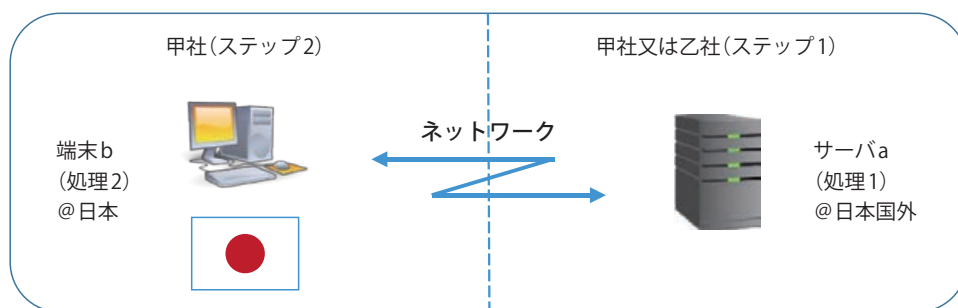 甲社(ステップ2)
甲社又は乙社(ステップ1)
ネットワーク
端末b
(処理2)
@日本
サーバa
(処理1)
@日本国外